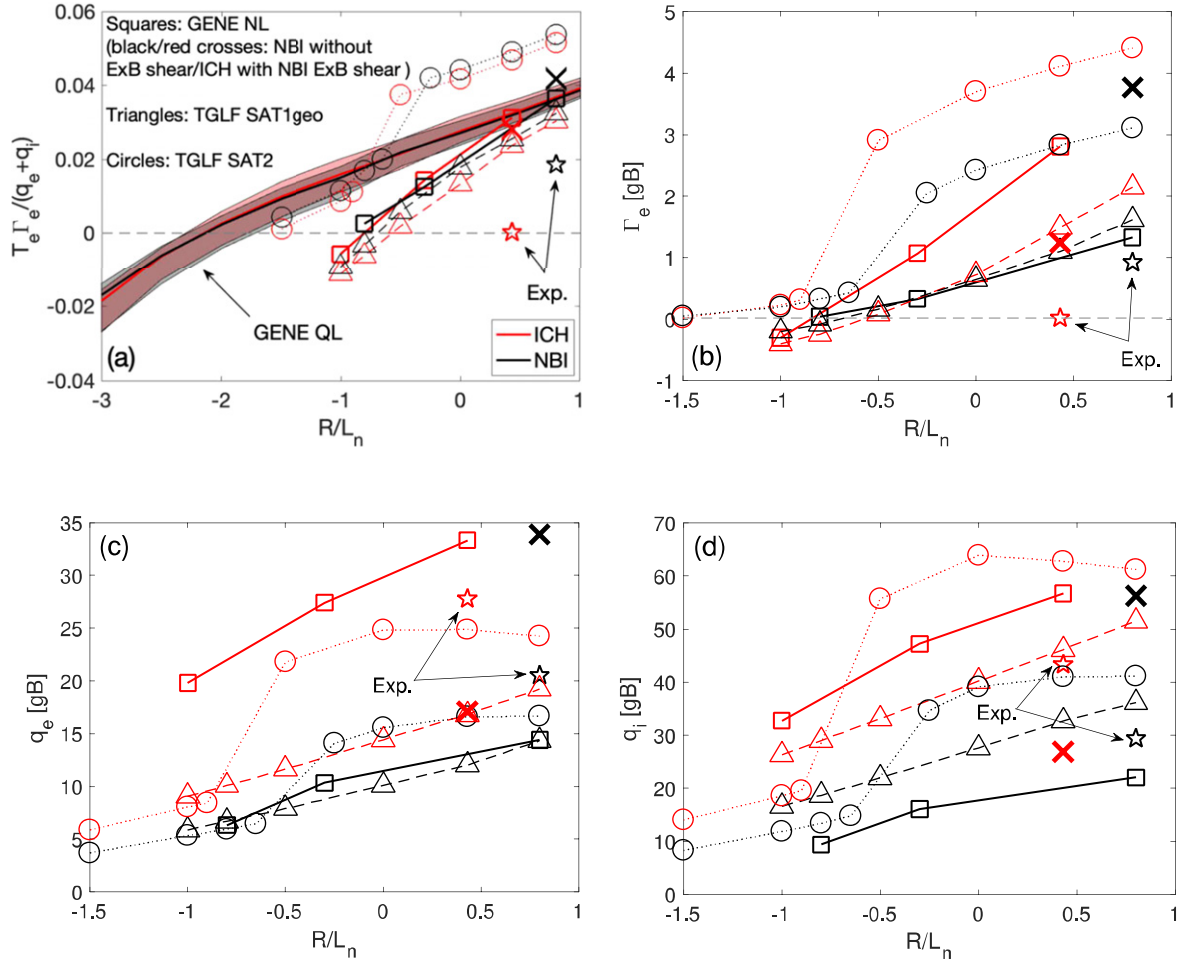 0.06
0.04
0.02
0
-0.02
-0.04
T_e Γ_e/(q_e+q_i)
Squares: GENE NL
(black/red crosses: NBI without
ExB shear/ICH with NBI ExB shear )
Triangles: TGLF SAT1geo
Circles: TGLF SAT2
GENE QL
Exp.
(a)
ICH
NBI
-3
-2
-1
0
1
R/L_n
5
4
3
2
1
0
-1
Γ_e [gB]
Exp.
(b)
-1.5
-1
-0.5
0
0.5
1
R/L_n
35
30
25
20
15
10
5
0
q_e [gB]
(c)
Exp.
-1.5
-1
-0.5
0
0.5
1
R/L_n
70
60
50
40
30
20
10
0
q_i [gB]
(d)
Exp.
-1.5
-1
-0.5
0
0.5
1
R/L_n